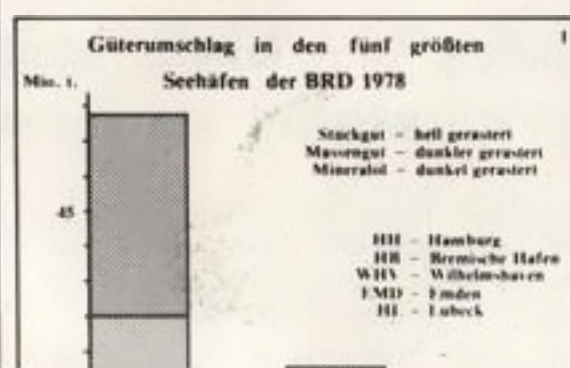 Güterumschlag in den fünf größten
Seehäfen der BRD 1978
Mio. t.
Stückgut - hell gerastert
Massengut - dunkler gerastert
Mineralöl - dunkel gerastert
45
HH - Hamburg
HB - Bremische Häfen
WHV - Wilhelmshaven
EMD - Emden
HL - Lübeck